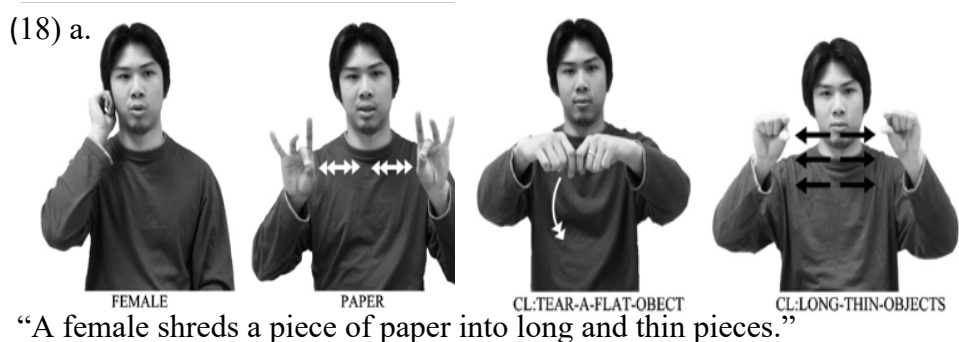 (18) a.
FEMALE PAPER CL:TEAR-A-FLAT-OBECT CL:LONG-THIN-OBJECTS
“A female shreds a piece of paper into long and thin pieces.”